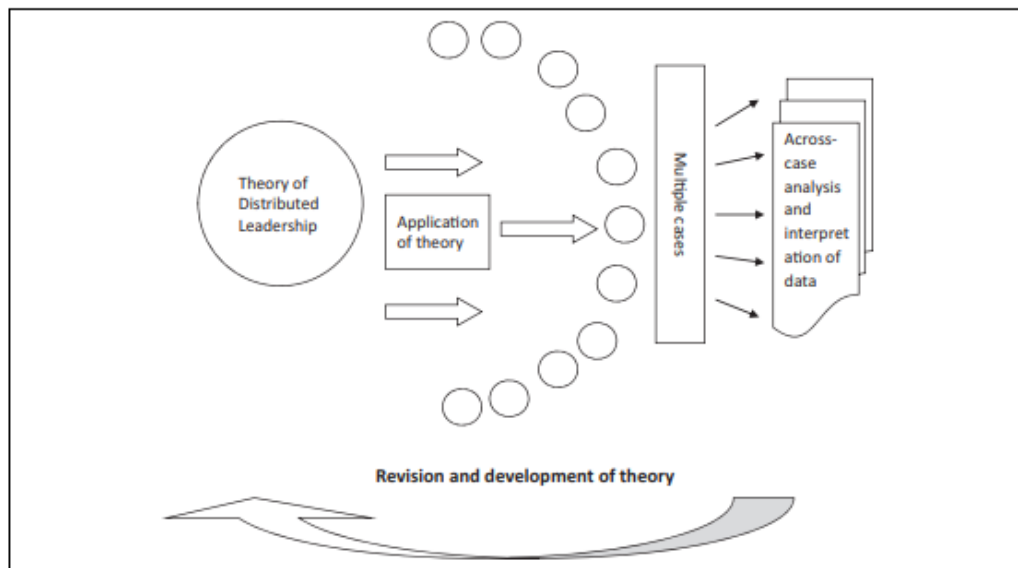 Theory of
Distributed
Leadership
Application
of theory
Multiple cases
Across-
case
analysis
and
interpret
ation of
data
Revision and development of theory